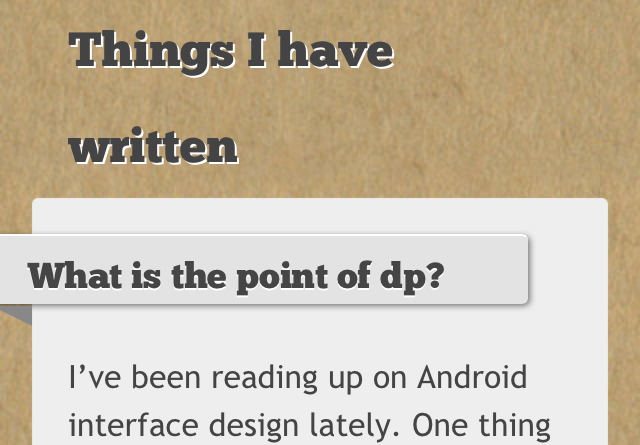 Things I have
written
What is the point of dp?
I’ve been reading up on Android
interface design lately. One thing